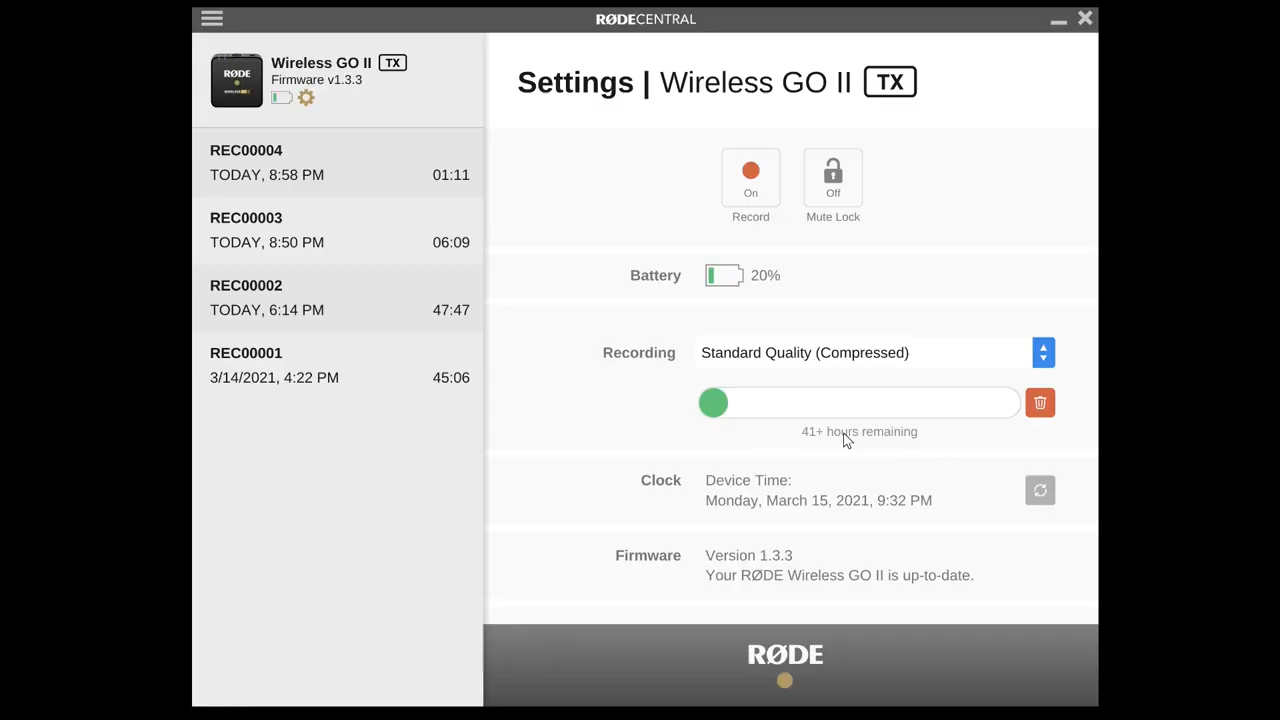 RØDECENTRAL
Wireless GO II TX
Firmware v1.3.3
REC00004
TODAY, 8:58 PM 01:11
REC00003
TODAY, 8:50 PM 06:09
REC00002
TODAY, 6:14 PM 47:47
REC00001
3/14/2021, 4:22 PM 45:06
Settings | Wireless GO II TX
On Off
Record Mute Lock
Battery 20%
Recording Standard Quality (Compressed)
41+ hours remaining
Clock Device Time:
Monday, March 15, 2021, 9:32 PM
Firmware Version 1.3.3
Your RØDE Wireless GO II is up-to-date.
RØDE